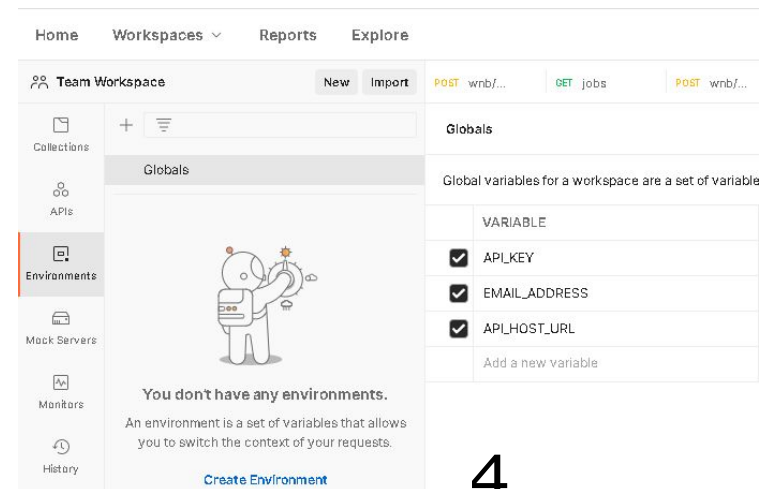 Home Workspaces Reports Explore
Team Workspace New Import POST wnb/... GET jobs POST wnb/...
Collections
Globals
Globals
Global variables for a workspace are a set of variable
APIs
VARIABLE
API_KEY
Environments
EMAIL_ADDRESS
API_HOST_URL
Mock Servers
Add a new variable
Monitors
You don't have any environments.
An environment is a set of variables that allows
you to switch the context of your requests.
History
Create Environment
4